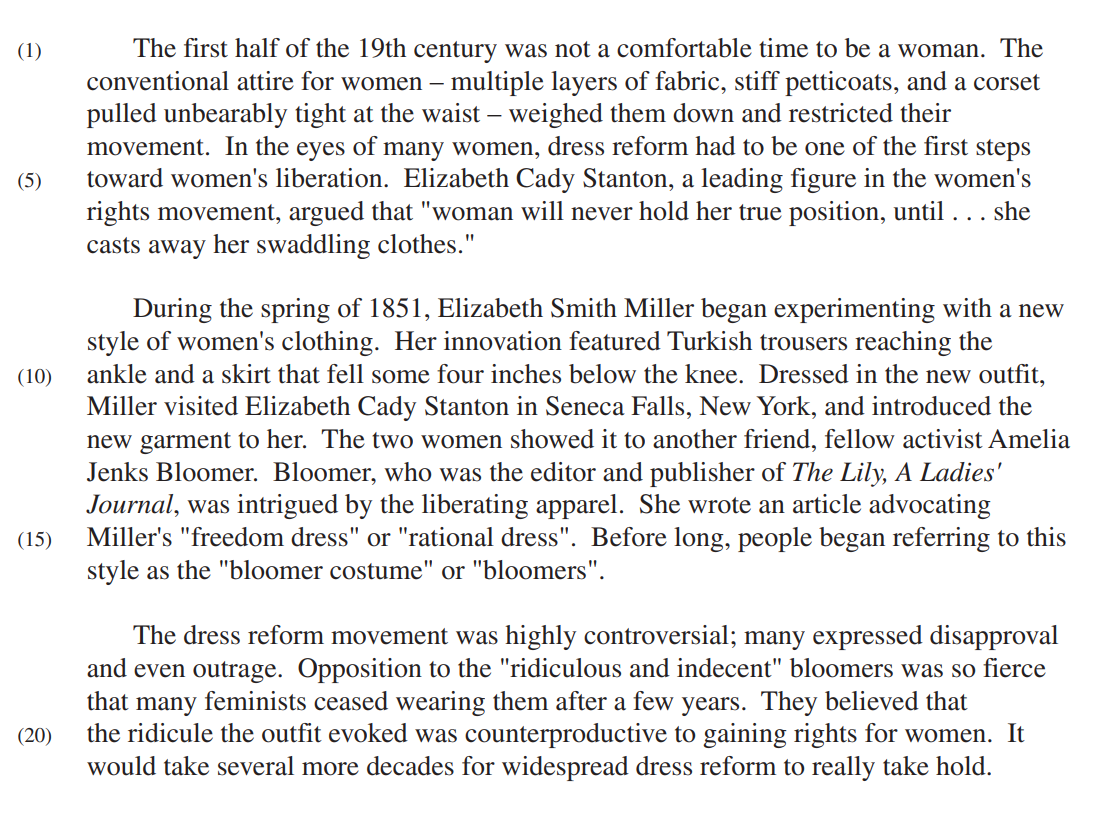 (1) The first half of the 19th century was not a comfortable time to be a woman. The
conventional attire for women – multiple layers of fabric, stiff petticoats, and a corset
pulled unbearably tight at the waist – weighed them down and restricted their
movement. In the eyes of many women, dress reform had to be one of the first steps
(5) toward women's liberation. Elizabeth Cady Stanton, a leading figure in the women's
rights movement, argued that "woman will never hold her true position, until . . . she
casts away her swaddling clothes."
During the spring of 1851, Elizabeth Smith Miller began experimenting with a new
style of women's clothing. Her innovation featured Turkish trousers reaching the
(10) ankle and a skirt that fell some four inches below the knee. Dressed in the new outfit,
Miller visited Elizabeth Cady Stanton in Seneca Falls, New York, and introduced the
new garment to her. The two women showed it to another friend, fellow activist Amelia
Jenks Bloomer. Bloomer, who was the editor and publisher of The Lily, A Ladies'
Journal, was intrigued by the liberating apparel. She wrote an article advocating
(15) Miller's "freedom dress" or "rational dress". Before long, people began referring to this
style as the "bloomer costume" or "bloomers".
The dress reform movement was highly controversial; many expressed disapproval
and even outrage. Opposition to the "ridiculous and indecent" bloomers was so fierce
that many feminists ceased wearing them after a few years. They believed that
(20) the ridicule the outfit evoked was counterproductive to gaining rights for women. It
would take several more decades for widespread dress reform to really take hold.